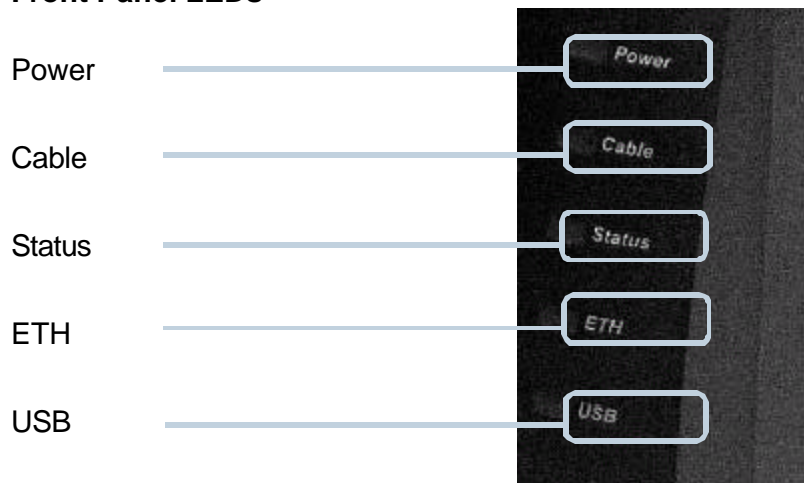 Front Panel LEDs
Power Power
Cable Cable
Status Status
ETH ETH
USB USB